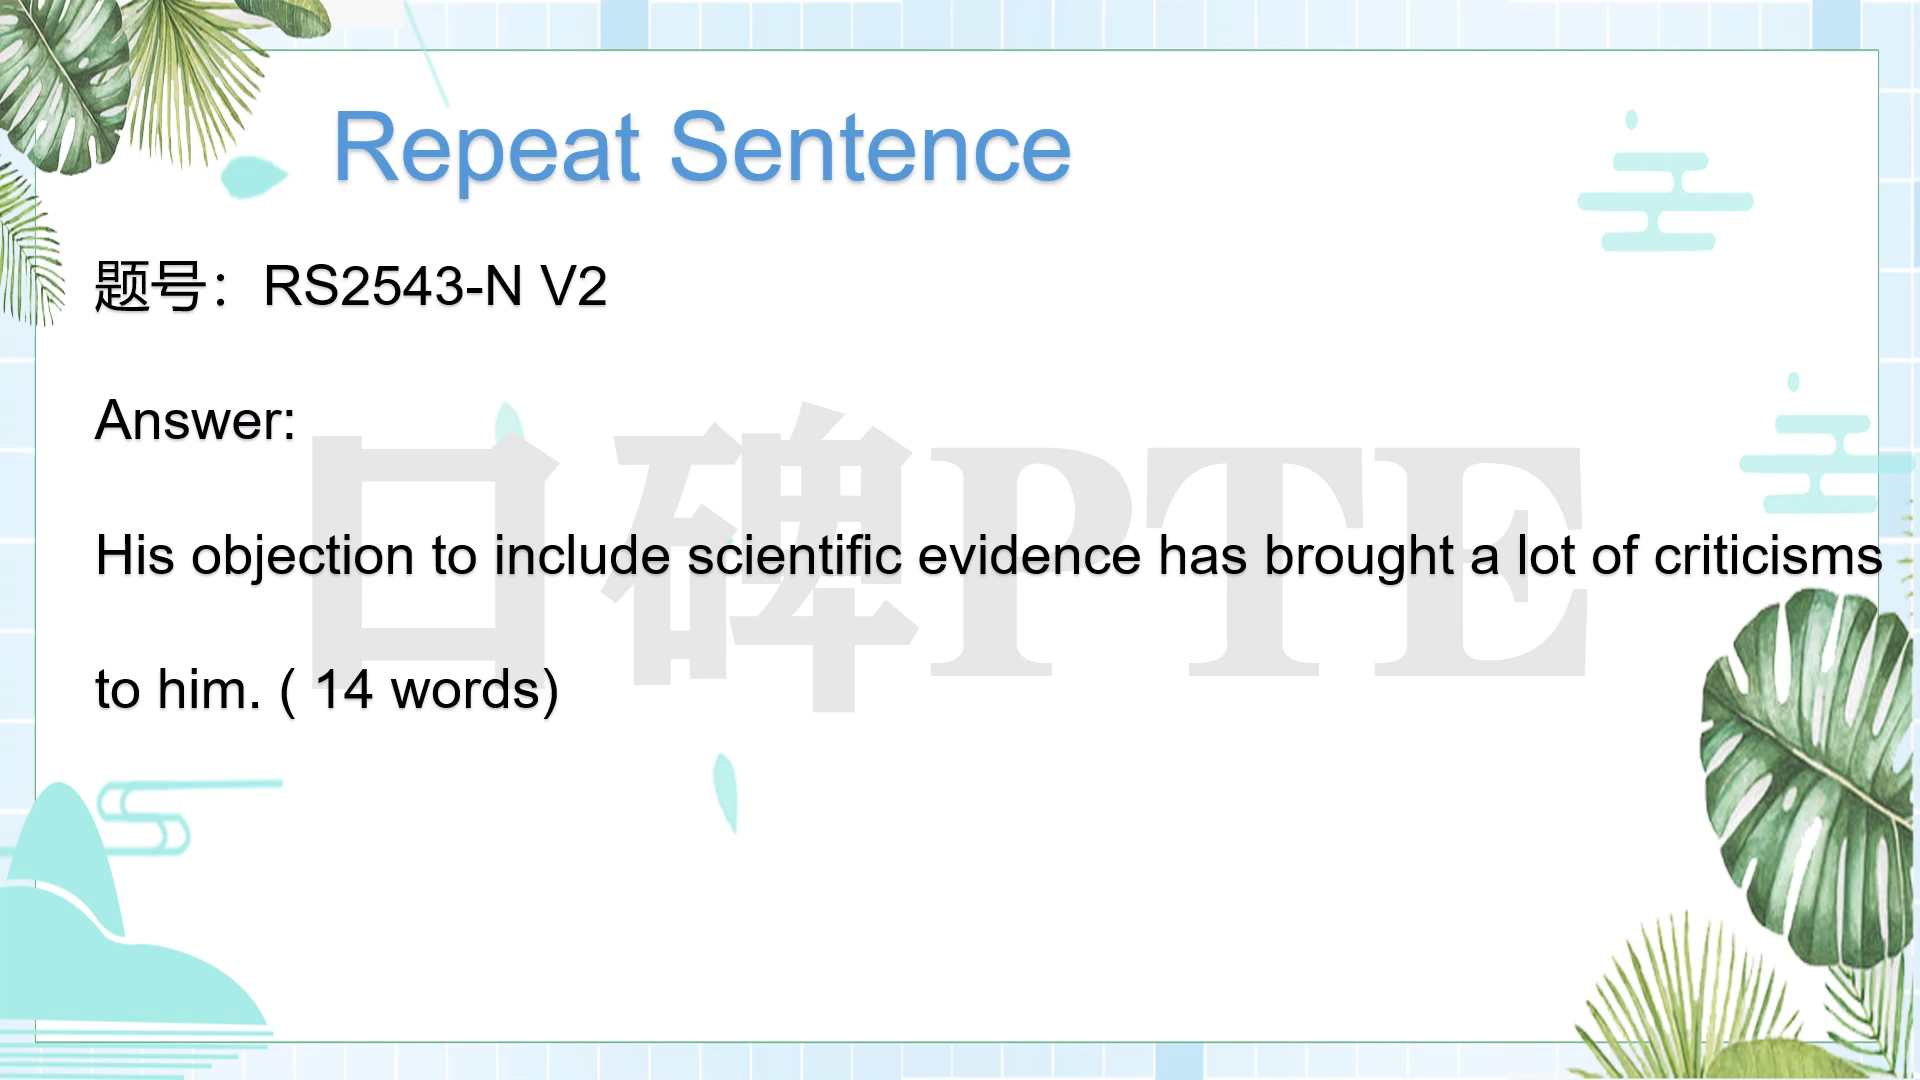 Repeat Sentence
题号：RS2543-N V2
Answer:
口碑PTE
His objection to include scientific evidence has brought a lot of criticisms
to him. ( 14 words)